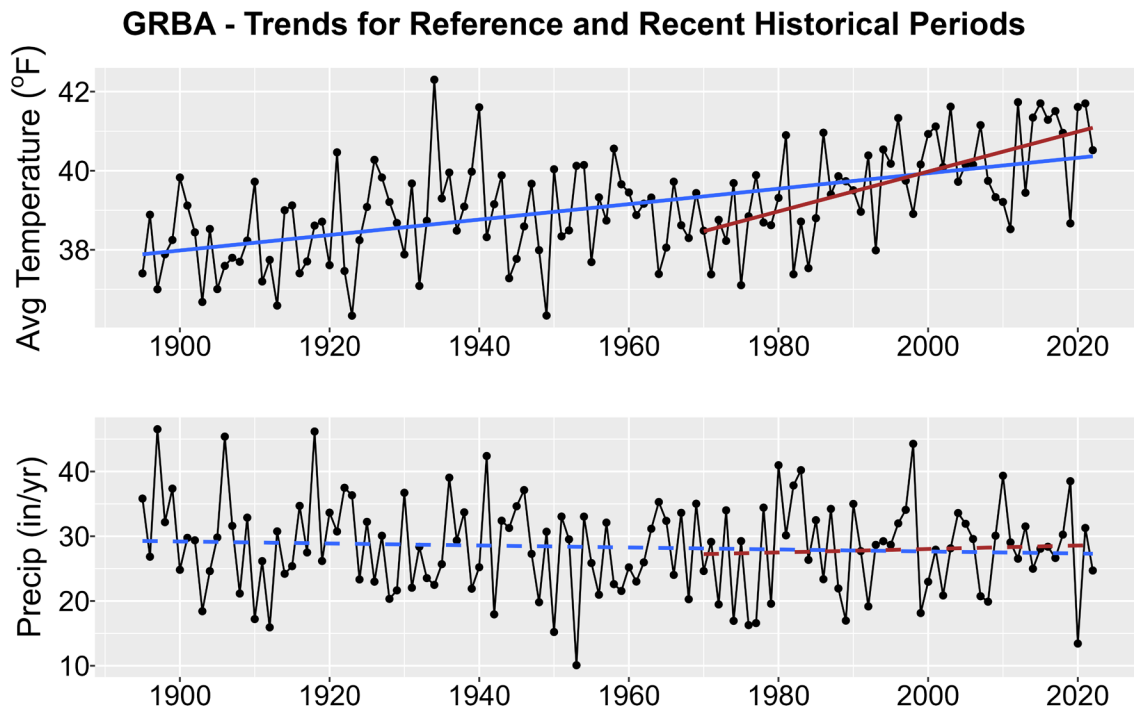 GRBA - Trends for Reference and Recent Historical Periods
Avg Temperature (°F)
42
40
38
1900 1920 1940 1960 1980 2000 2020
Precip (in/yr)
40
30
20
10
1900 1920 1940 1960 1980 2000 2020